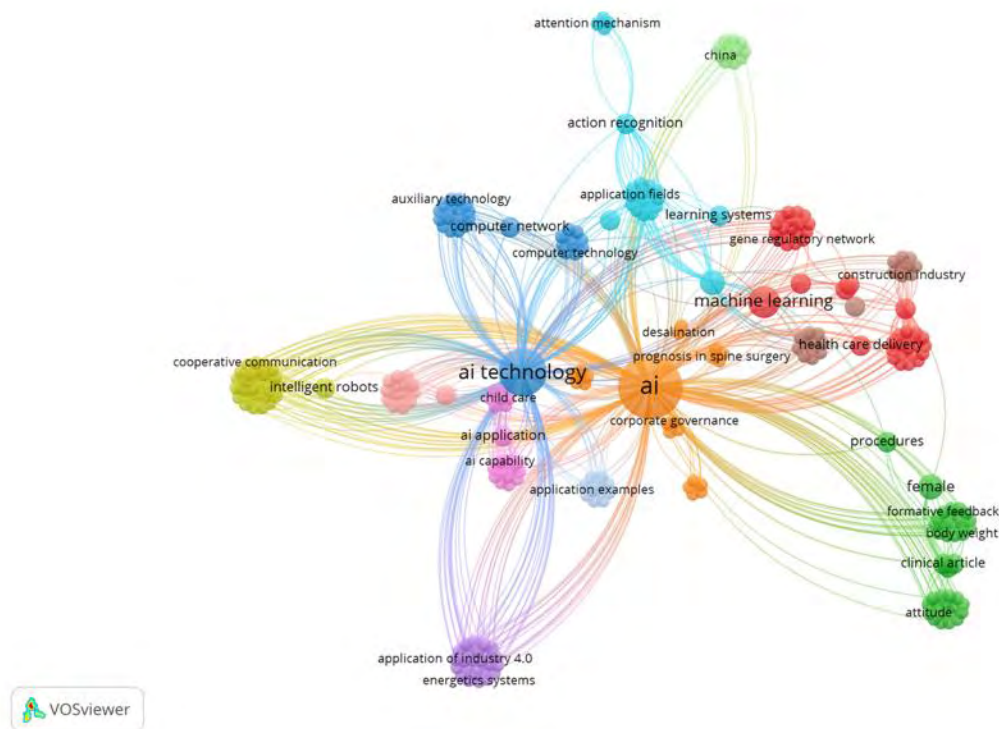 attention mechanism
china
action recognition
auxiliary technology
application fields
computer network
learning systems
gene regulatory network
computer technology
construction industry
machine learning
desalination
health care delivery
prognosis in spine surgery
cooperative communication
ai technology
intelligent robots
ai
child care
corporate governance
ai application
procedures
ai capability
application examples
female
formative feedback
body weight
clinical article
attitude
application of industry 4.0
energetics systems
VOSviewer